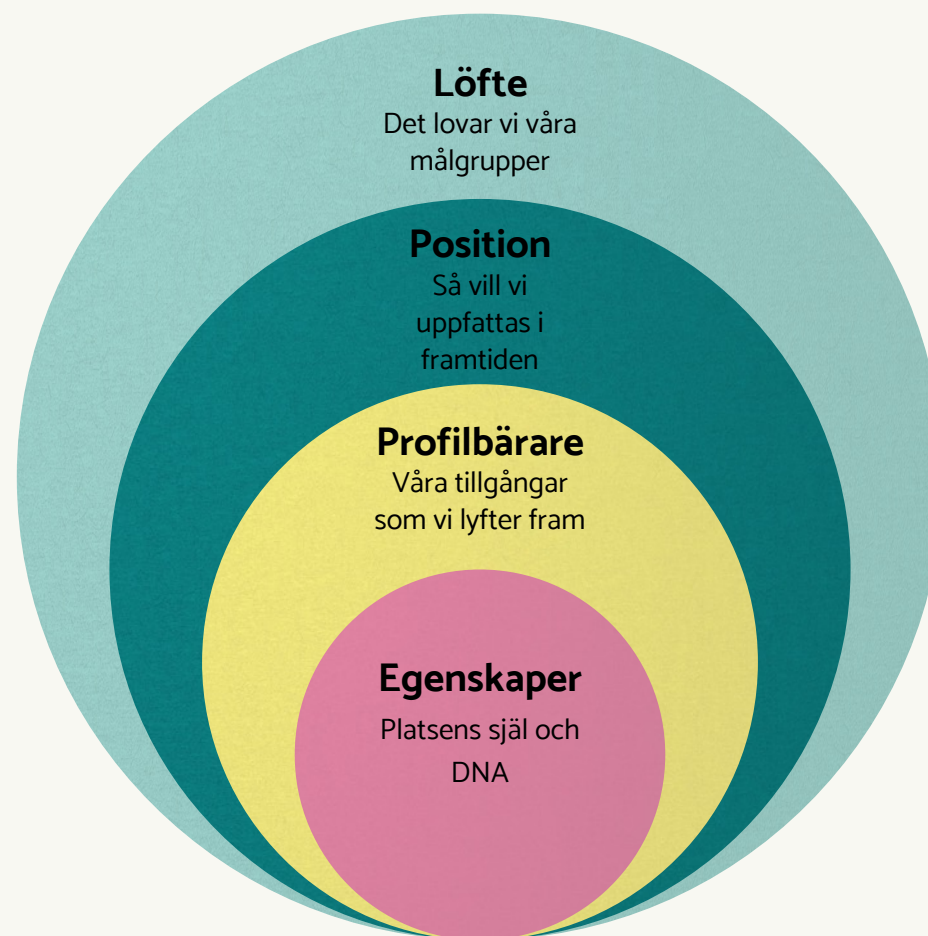 Löfte
Det lovar vi våra
målgrupper
Position
Så vill vi
uppfattas i
framtiden
Profilbärare
Våra tillgångar
som vi lyfter fram
Egenskaper
Platsens själ och
DNA